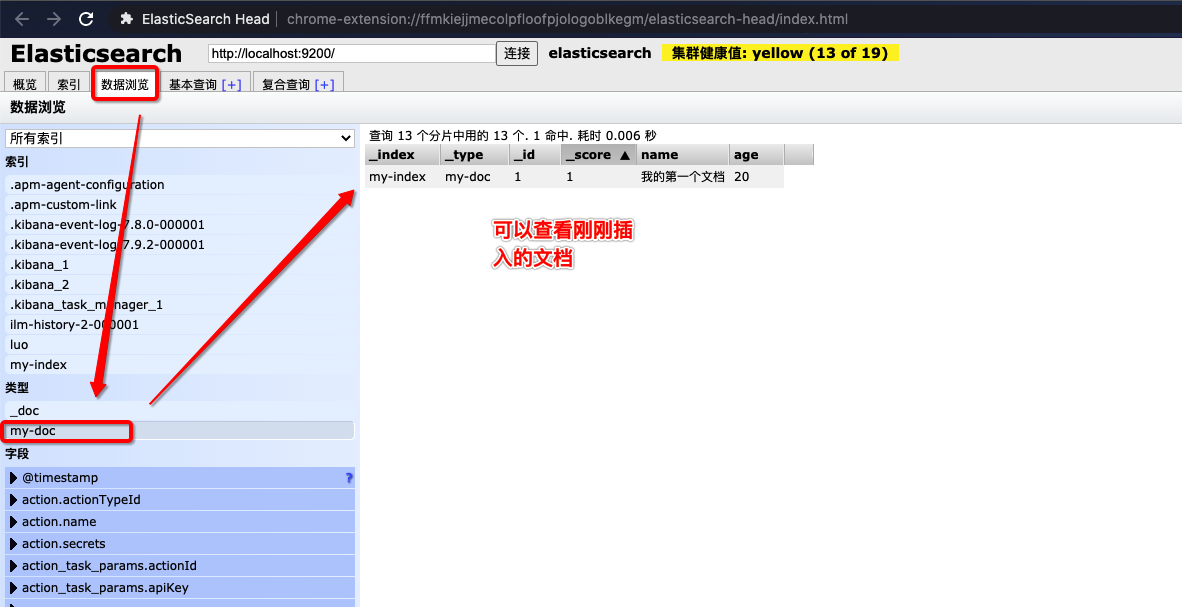 ElasticSearch Head
chrome-extension://ffmkiejjmecolpfloofpjologoblkegm/elasticsearch-head/index.html
Elasticsearch
http://localhost:9200/
连接
elasticsearch
集群健康值: yellow (13 of 19)
概览 索引 数据浏览 基本查询 [+] 复合查询 [+]
数据浏览
所有索引
索引
.apm-agent-configuration
.apm-custom-link
.kibana-event-log-7.8.0-000001
.kibana-event-log-7.9.2-000001
.kibana_1
.kibana_2
.kibana_task_manager_1
ilm-history-2-000001
luo
my-index
类型
_doc
my-doc
字段
@timestamp ?
action.actionTypeId
action.name
action.secrets
action_task_params.actionId
action_task_params.apiKey
查询 13 个分片中用的 13 个. 1 命中. 耗时 0.006 秒
_index _type _id _score ▲ name age
my-index my-doc 1 1 我的第一个文档 20
可以查看刚刚插
入的文档